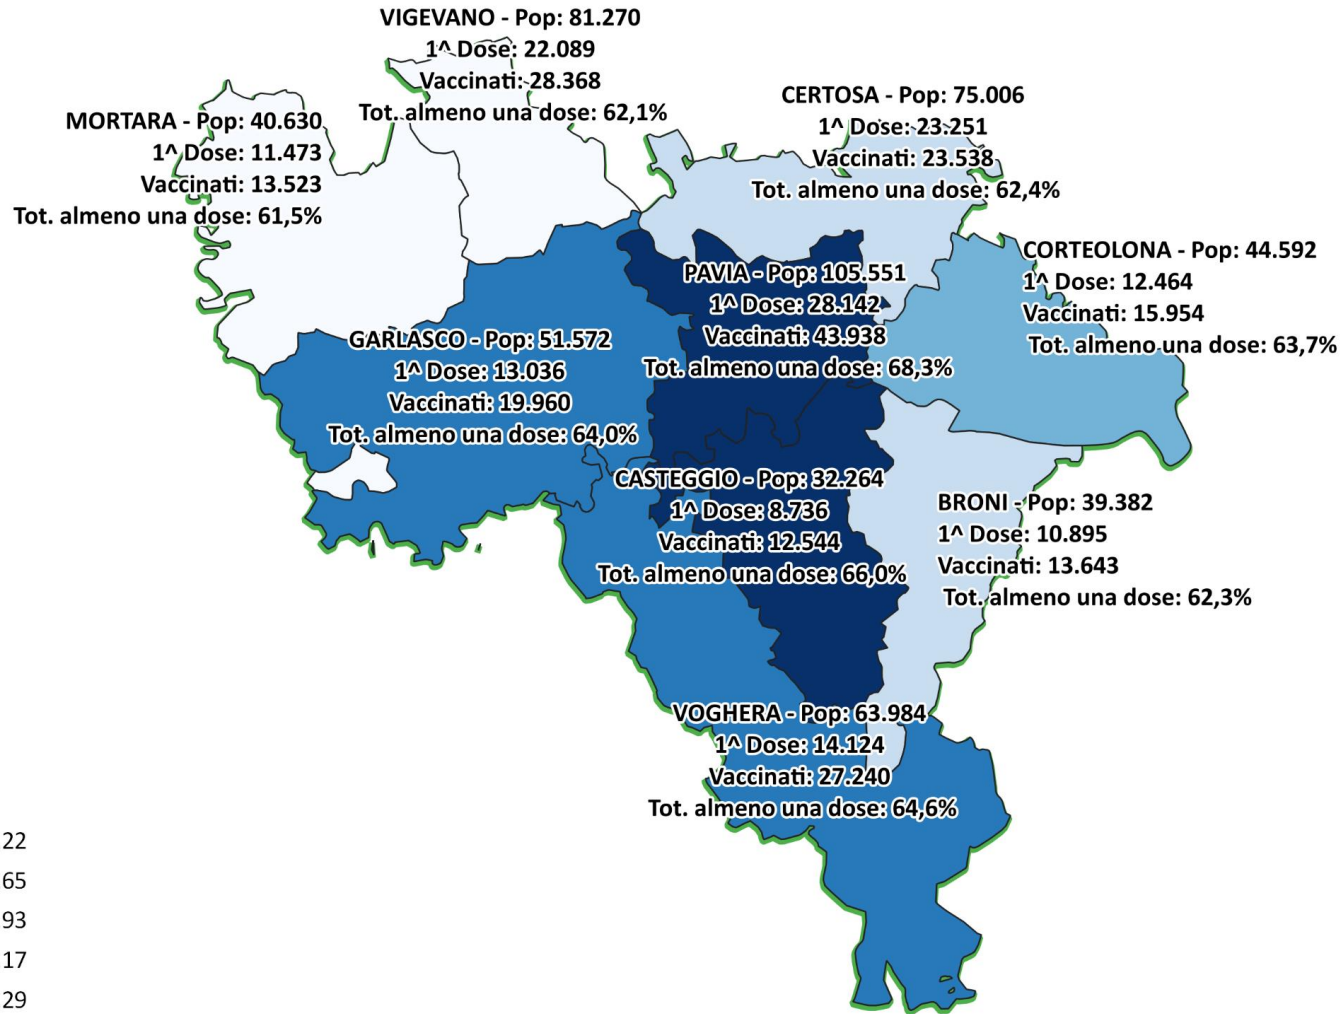 VIGEVANO - Pop: 81.270
1^ Dose: 22.089
Vaccinati: 28.368
Tot. almeno una dose: 62,1%
MORTARA - Pop: 40.630
1^ Dose: 11.473
Vaccinati: 13.523
Tot. almeno una dose: 61,5%
CERTOSA - Pop: 75.006
1^ Dose: 23.251
Vaccinati: 23.538
Tot. almeno una dose: 62,4%
CORTEOLONA - Pop: 44.592
1^ Dose: 12.464
Vaccinati: 15.954
Tot. almeno una dose: 63,7%
PAVIA - Pop: 105.551
1^ Dose: 28.142
Vaccinati: 43.938
Tot. almeno una dose: 68,3%
GARLASCO - Pop: 51.572
1^ Dose: 13.036
Vaccinati: 19.960
Tot. almeno una dose: 64,0%
CASTEGGIO - Pop: 32.264
1^ Dose: 8.736
Vaccinati: 12.544
Tot. almeno una dose: 66,0%
BRONI - Pop: 39.382
1^ Dose: 10.895
Vaccinati: 13.643
Tot. almeno una dose: 62,3%
VOGHERA - Pop: 63.984
1^ Dose: 14.124
Vaccinati: 27.240
Tot. almeno una dose: 64,6%
22
65
93
17
29